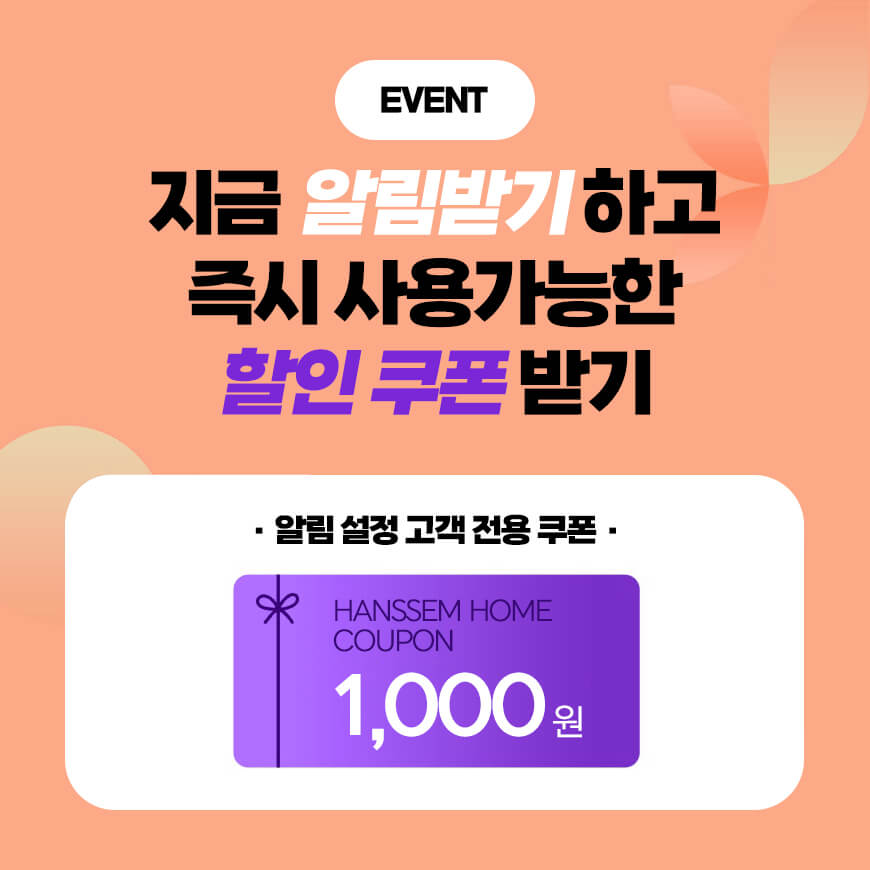 EVENT
지금 알림받기 하고
즉시 사용가능한
할인 쿠폰 받기
· 알림 설정 고객 전용 쿠폰 ·
HANSSEM HOME
COUPON
1,000 원